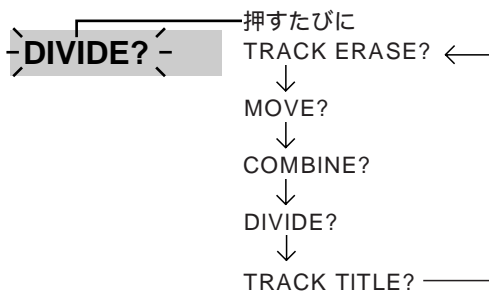 DIVIDE?
押すたびに
TRACK ERASE?
MOVE?
COMBINE?
DIVIDE?
TRACK TITLE?